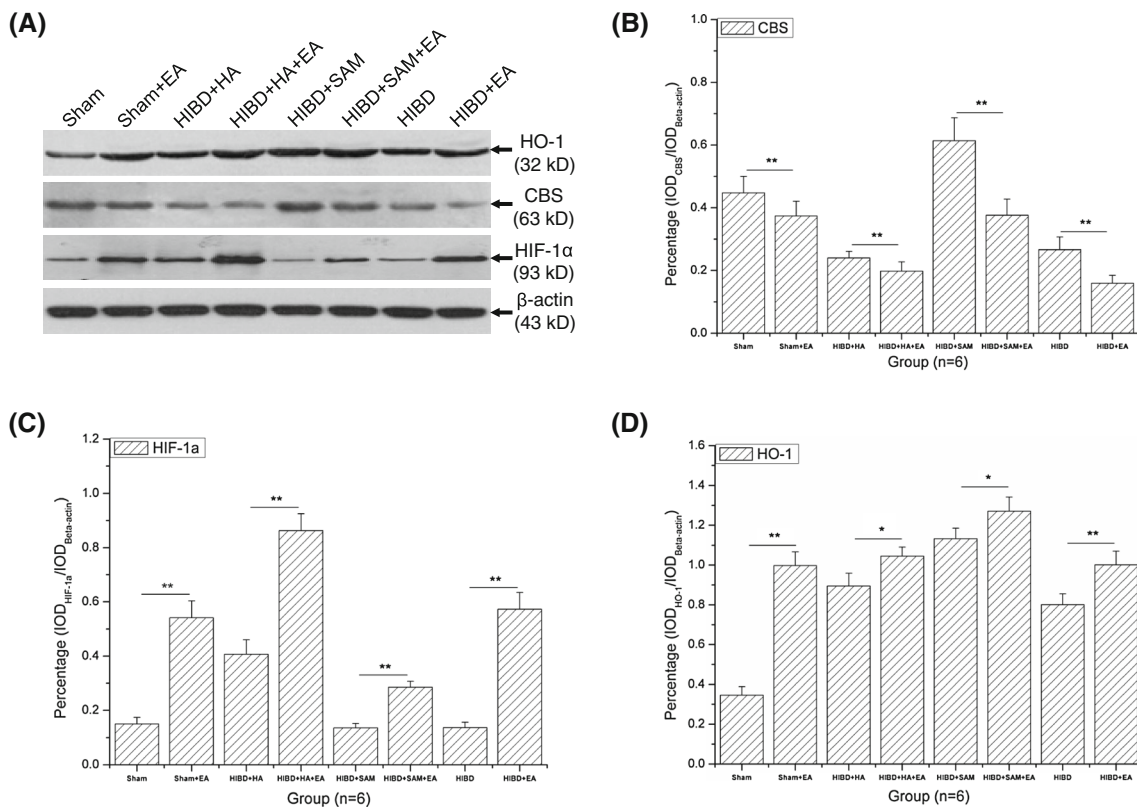 (A)
Sham
Sham+EA
HIBD+HA
HIBD+HA+EA
HIBD+SAM
HIBD+SAM+EA
HIBD
HIBD+EA
HO-1
(32 kD)
CBS
(63 kD)
HIF-1α
(93 kD)
β-actin
(43 kD)
(B)
CBS
1.0
0.8
0.6
0.4
0.2
0.0
Percentage (IOD_CBS/IOD_Beta-actin)
**
**
**
**
Sham
Sham+EA
HIBD+HA
HIBD+HA+EA
HIBD+SAM
HIBD+SAM+EA
HIBD
HIBD+EA
Group (n=6)
(C)
HIF-1a
1.2
1.0
0.8
0.6
0.4
0.2
0.0
Percentage (IOD_HIF-1a/IOD_Beta-actin)
**
**
**
**
Sham
Sham+EA
HIBD+HA
HIBD+HA+EA
HIBD+SAM
HIBD+SAM+EA
HIBD
HIBD+EA
Group (n=6)
(D)
HO-1
1.6
1.4
1.2
1.0
0.8
0.6
0.4
0.2
0.0
Percentage (IOD_HO-1/IOD_Beta-actin)
**
*
*
**
Sham
Sham+EA
HIBD+HA
HIBD+HA+EA
HIBD+SAM
HIBD+SAM+EA
HIBD
HIBD+EA
Group (n=6)